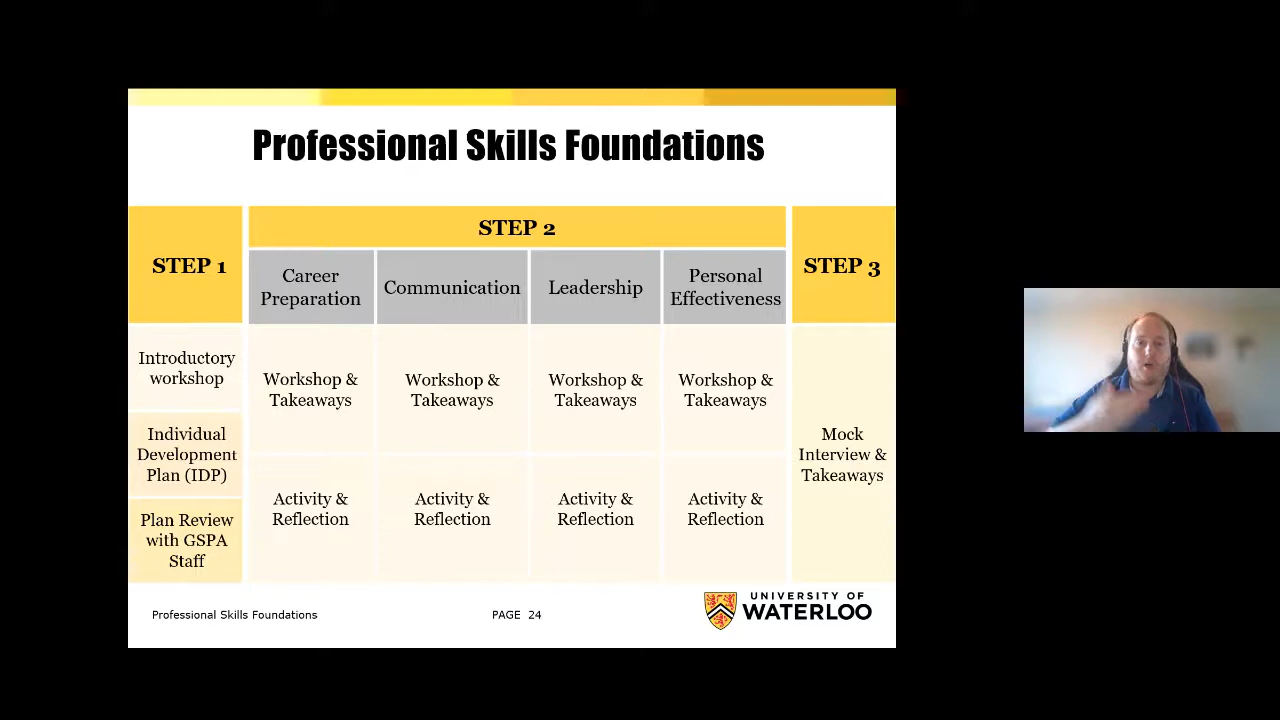 Professional Skills Foundations
STEP 1
STEP 2
STEP 3
Career
Preparation
Communication
Leadership
Personal
Effectiveness
Introductory
workshop
Individual
Development
Plan (IDP)
Plan Review
with GSPA
Staff
Workshop &
Takeaways
Workshop &
Takeaways
Workshop &
Takeaways
Workshop &
Takeaways
Activity &
Reflection
Activity &
Reflection
Activity &
Reflection
Activity &
Reflection
Mock
Interview &
Takeaways
Professional Skills Foundations
PAGE 24
UNIVERSITY OF
WATERLOO